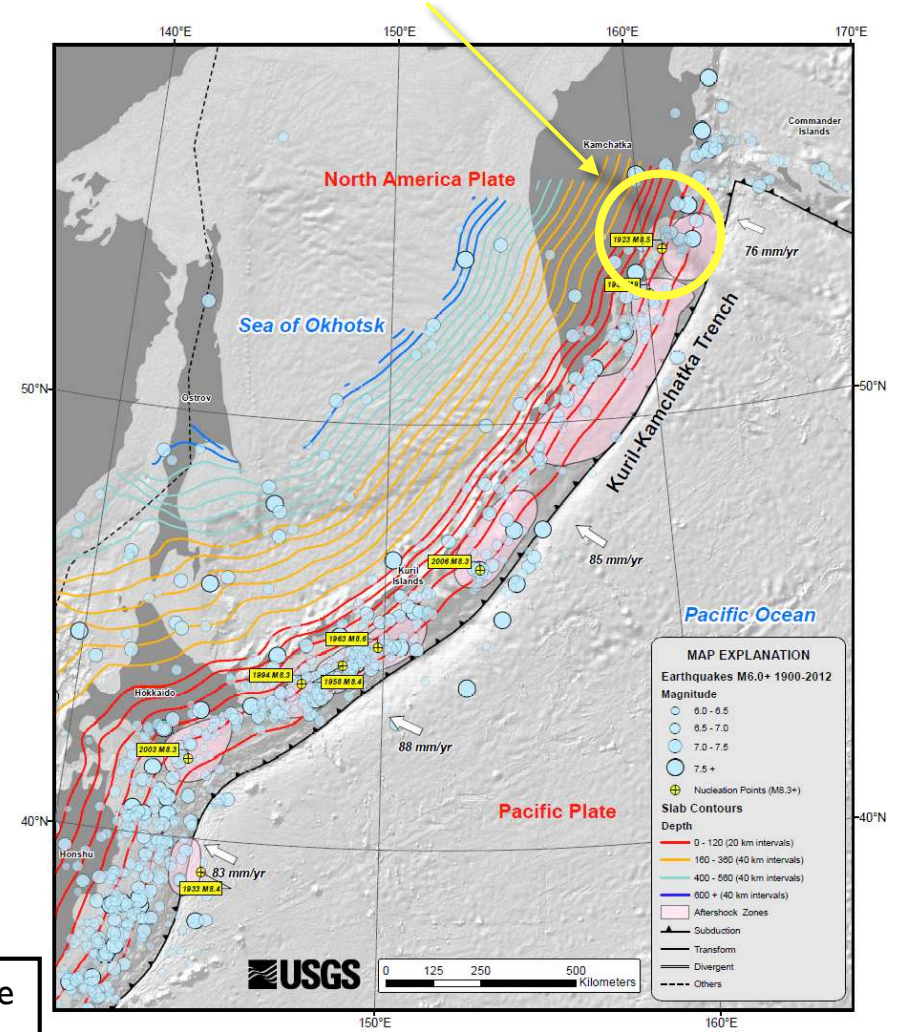 140°E 150°E 160°E 170°E
Commander
Islands
Kamchatka
North America Plate
1923 M8.5
76 mm/yr
Sea of Okhotsk
50°N
50°N
Ostrov
Kuril-Kamchatka Trench
85 mm/yr
2006 M8.3
Kuril
Islands
Pacific Ocean
1963 M8.6
1994 M8.3
1958 M8.4
Hokkaido
88 mm/yr
2003 M8.3
40°N
40°N
Pacific Plate
Honshu
83 mm/yr
1933 M8.4
MAP EXPLANATION
Earthquakes M6.0+ 1900-2012
Magnitude
6.0 - 6.5
6.5 - 7.0
7.0 - 7.5
7.5 +
Nucleation Points (M8.3+)
Slab Contours
Depth
0 - 120 (20 km intervals)
160 - 360 (40 km intervals)
400 - 560 (40 km intervals)
600 + (40 km intervals)
Aftershock Zones
Subduction
Transform
Divergent
Others
USGS
0 125 250 500
Kilometers
150°E 160°E